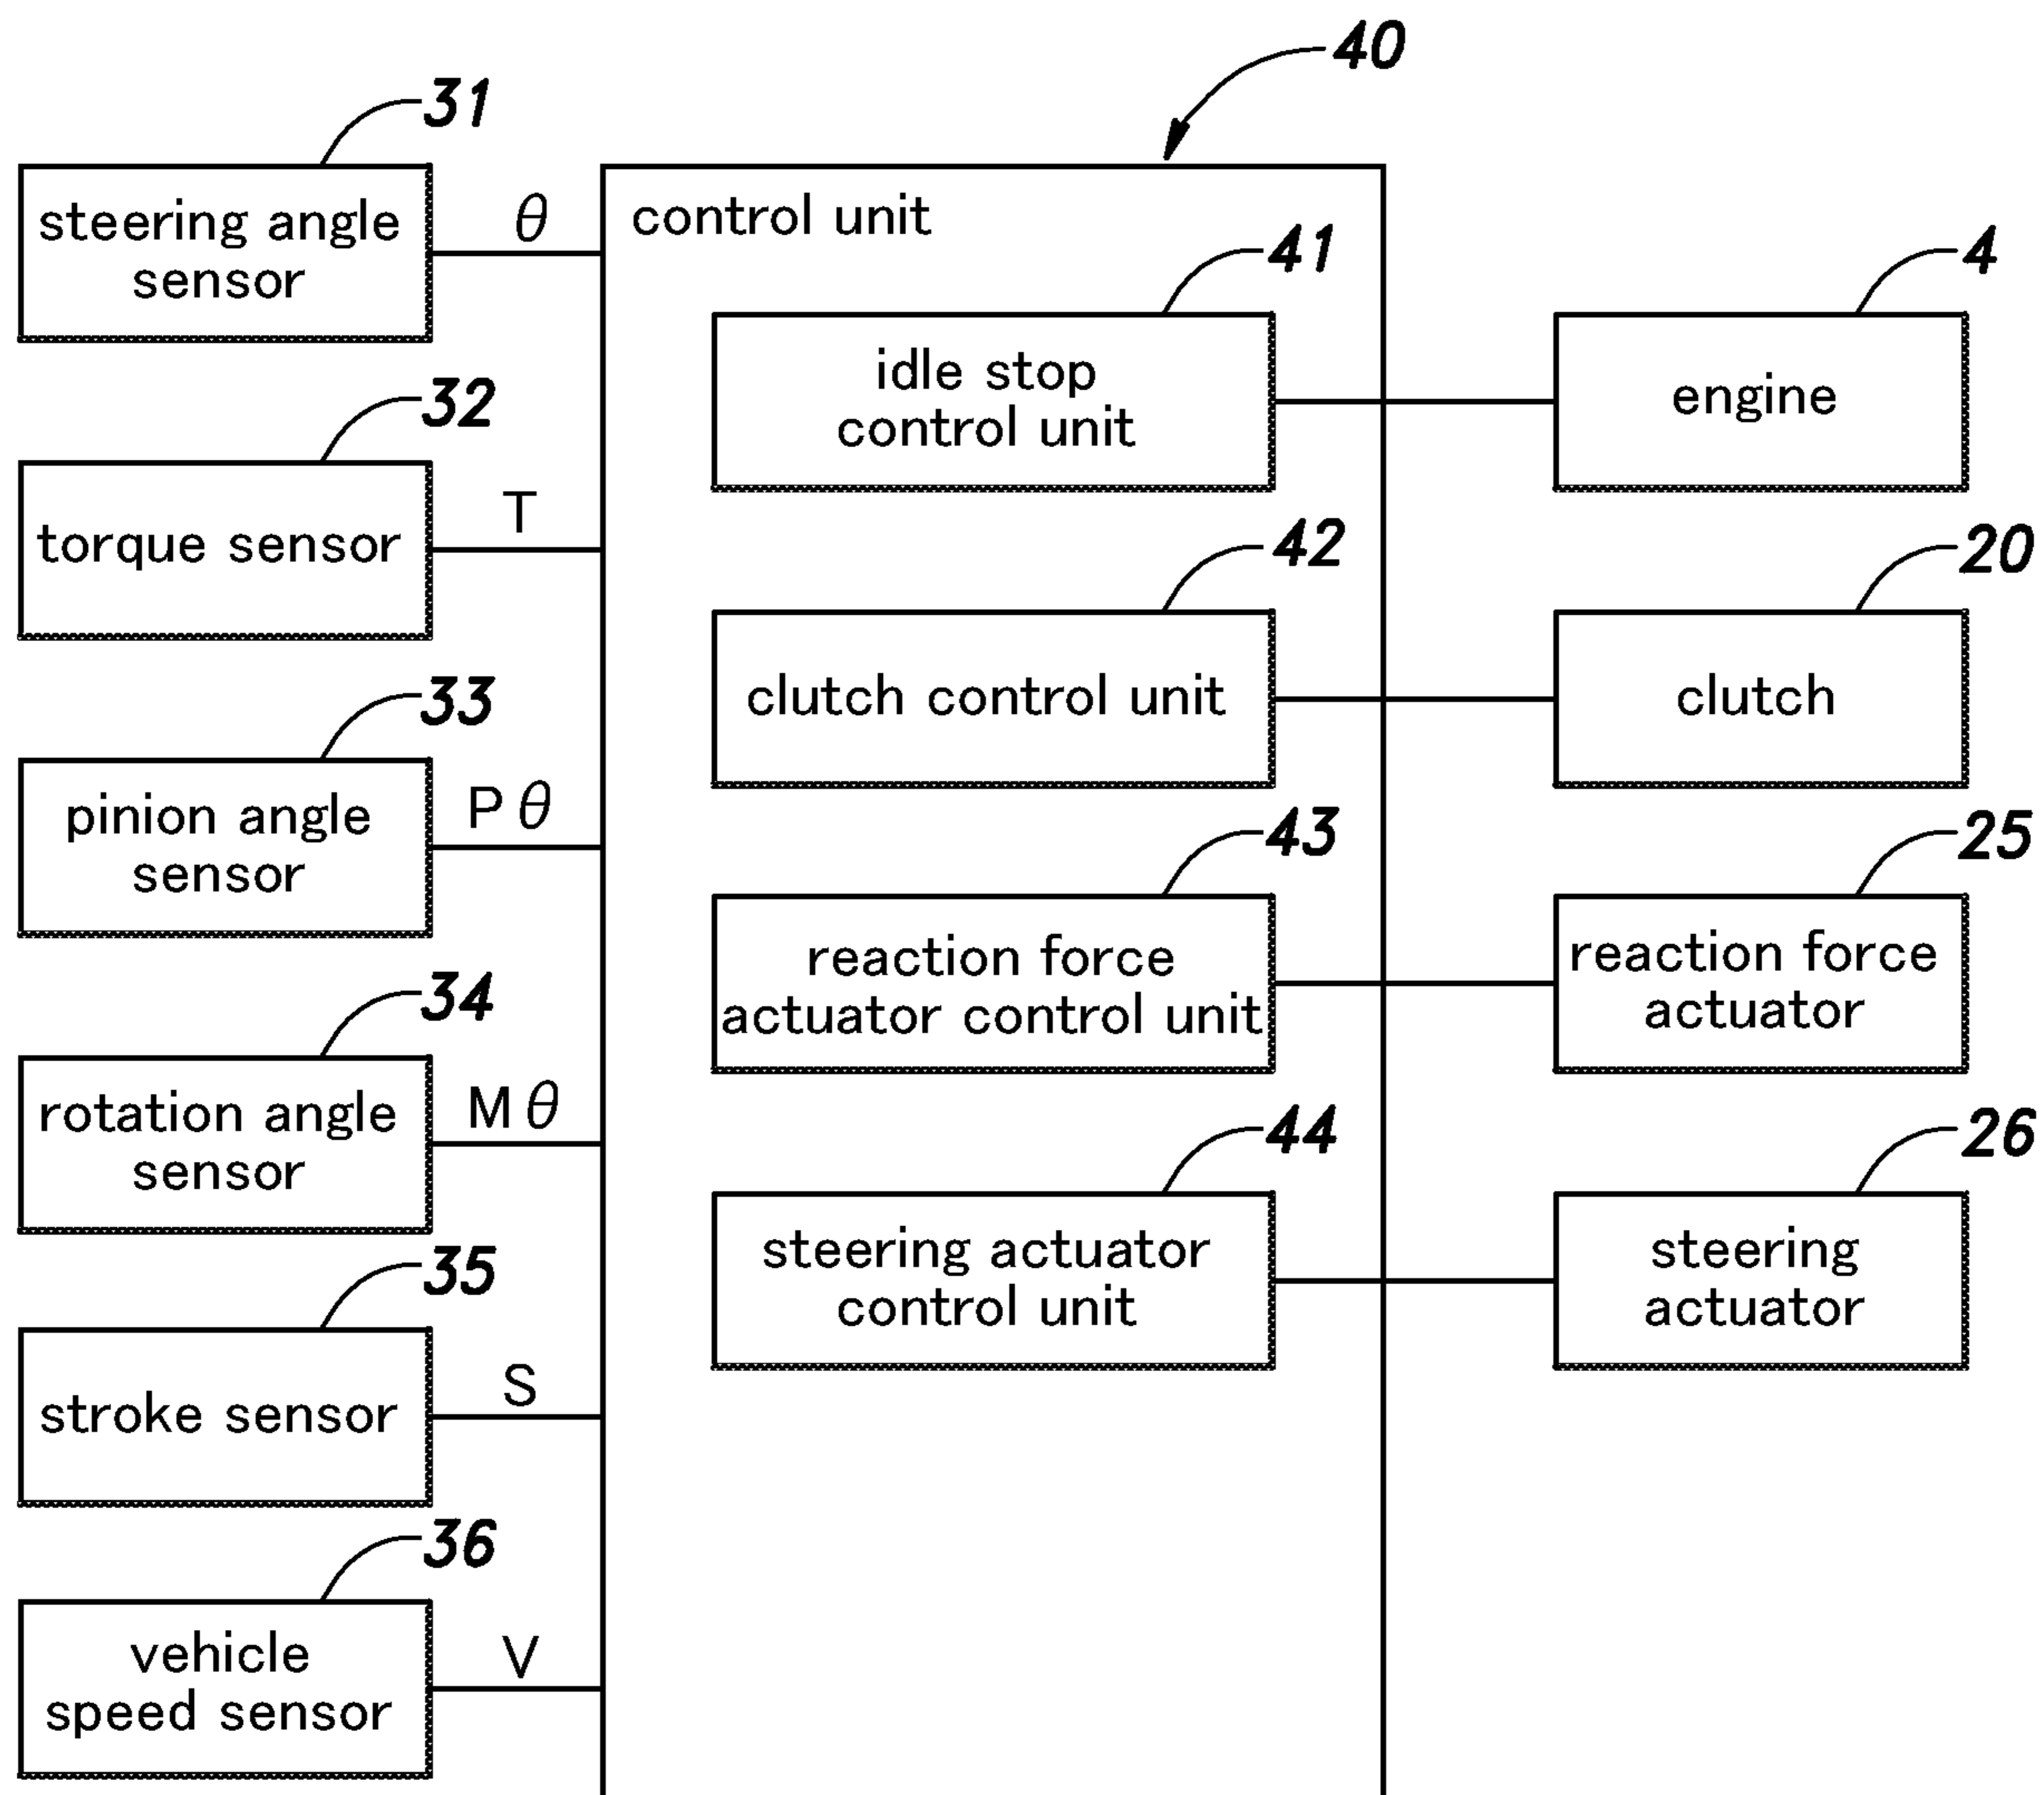 40
31
steering angle
sensor
θ
control unit
41
idle stop
control unit
4
engine
32
torque sensor
T
42
clutch control unit
20
clutch
33
pinion angle
sensor
Pθ
43
reaction force
actuator control unit
25
reaction force
actuator
34
rotation angle
sensor
Mθ
44
steering actuator
control unit
26
steering
actuator
35
stroke sensor
S
36
vehicle
speed sensor
V